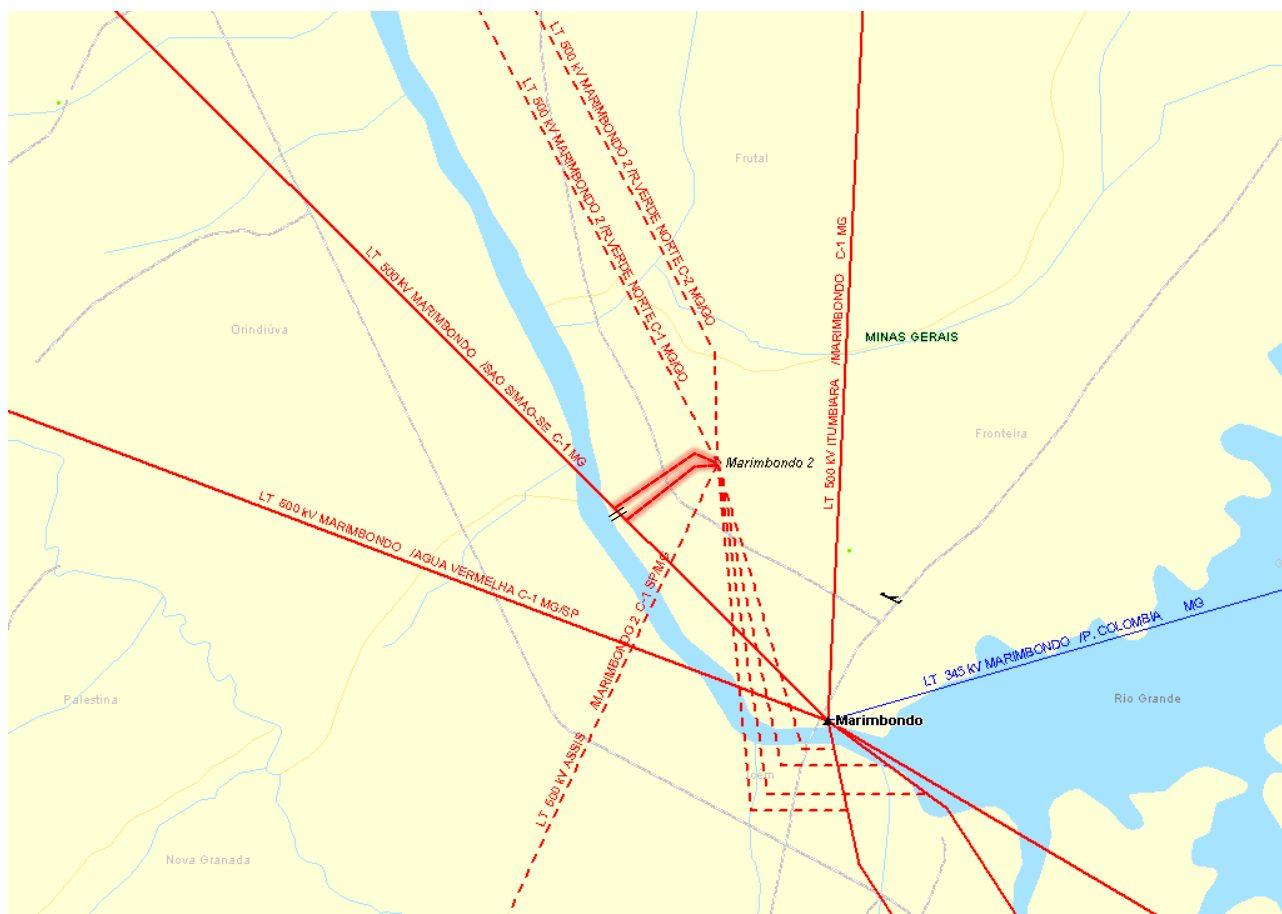 LT 500 kV MARIMBONDO 2 /R.VERDE NORTE C-1 MG/GO
LT 500 kV MARIMBONDO 2 /R.VERDE NORTE C-2 MG/GO
Frutal
LT 500 kV ITUMBIARA /MARIMBONDO C-1 MG
LT 500 kV MARIMBONDO /SAO SIMAO-SE C-1 MG
Orindiúva
MINAS GERAIS
Fronteira
Marimbondo 2
LT 500 kV MARIMBONDO /AGUA VERMELHA C-1 MG/SP
LT 500 kV ASSIS /MARIMBONDO 2 C-1 SP/MG
LT 345 kV MARIMBONDO /P. COLOMBIA MG
Palestina
Rio Grande
Marimbondo
Icém
Nova Granada